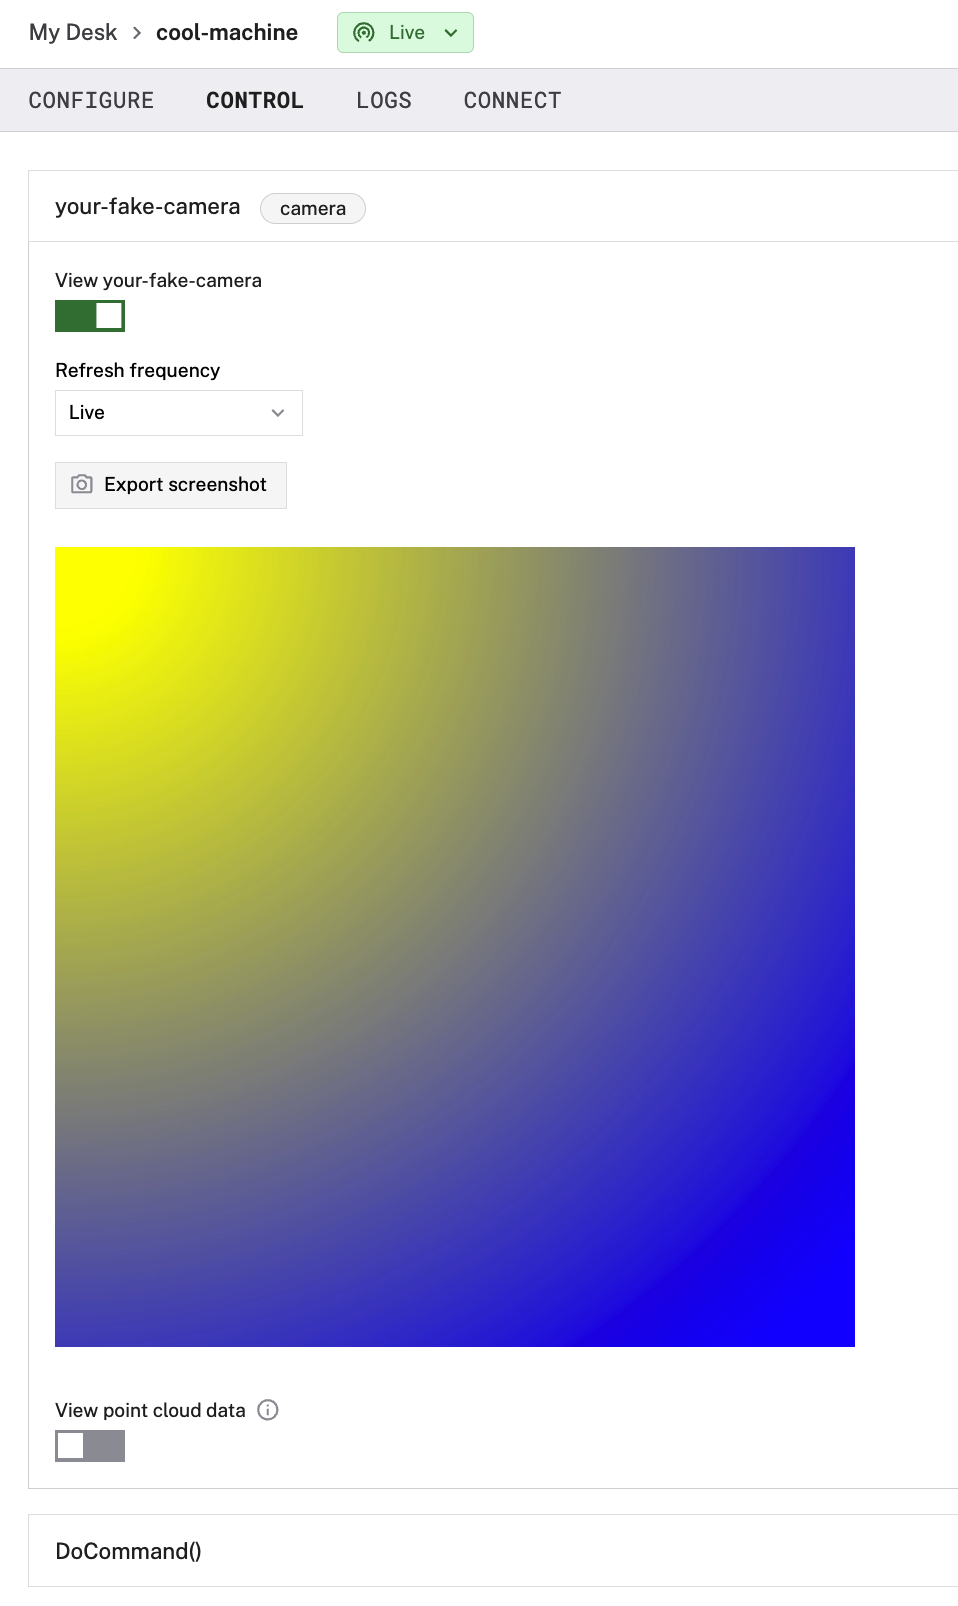 My Desk > cool-machine Live
CONFIGURE CONTROL LOGS CONNECT
your-fake-camera camera
View your-fake-camera
Refresh frequency
Live
Export screenshot
View point cloud data
DoCommand()